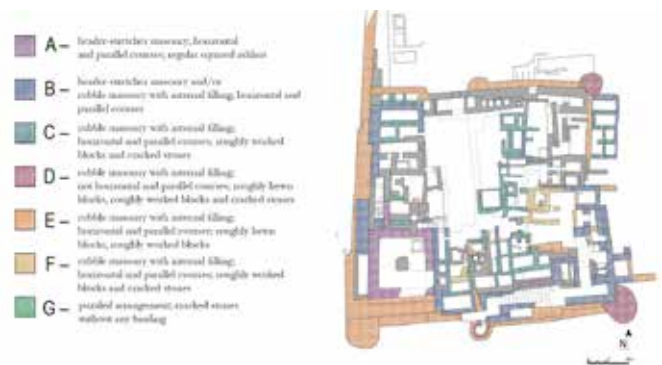 A – header-stretcher masonry, horizontal
and parallel courses, regular squared ashlars
B – header-stretcher masonry and/or
rubble masonry with internal filling, horizontal and
parallel courses
C – rubble masonry with internal filling;
horizontal and parallel courses, roughly worked
blocks and cracked stones
D – rubble masonry with internal filling;
not horizontal and parallel courses, roughly hewn
blocks, roughly worked blocks and cracked stones
E – rubble masonry with internal filling;
horizontal and parallel courses; roughly hewn
blocks, roughly worked blocks
F – rubble masonry with internal filling;
horizontal and parallel courses, roughly worked
blocks and cracked stones
G – arrangement; cracked stones
without any bonding
N